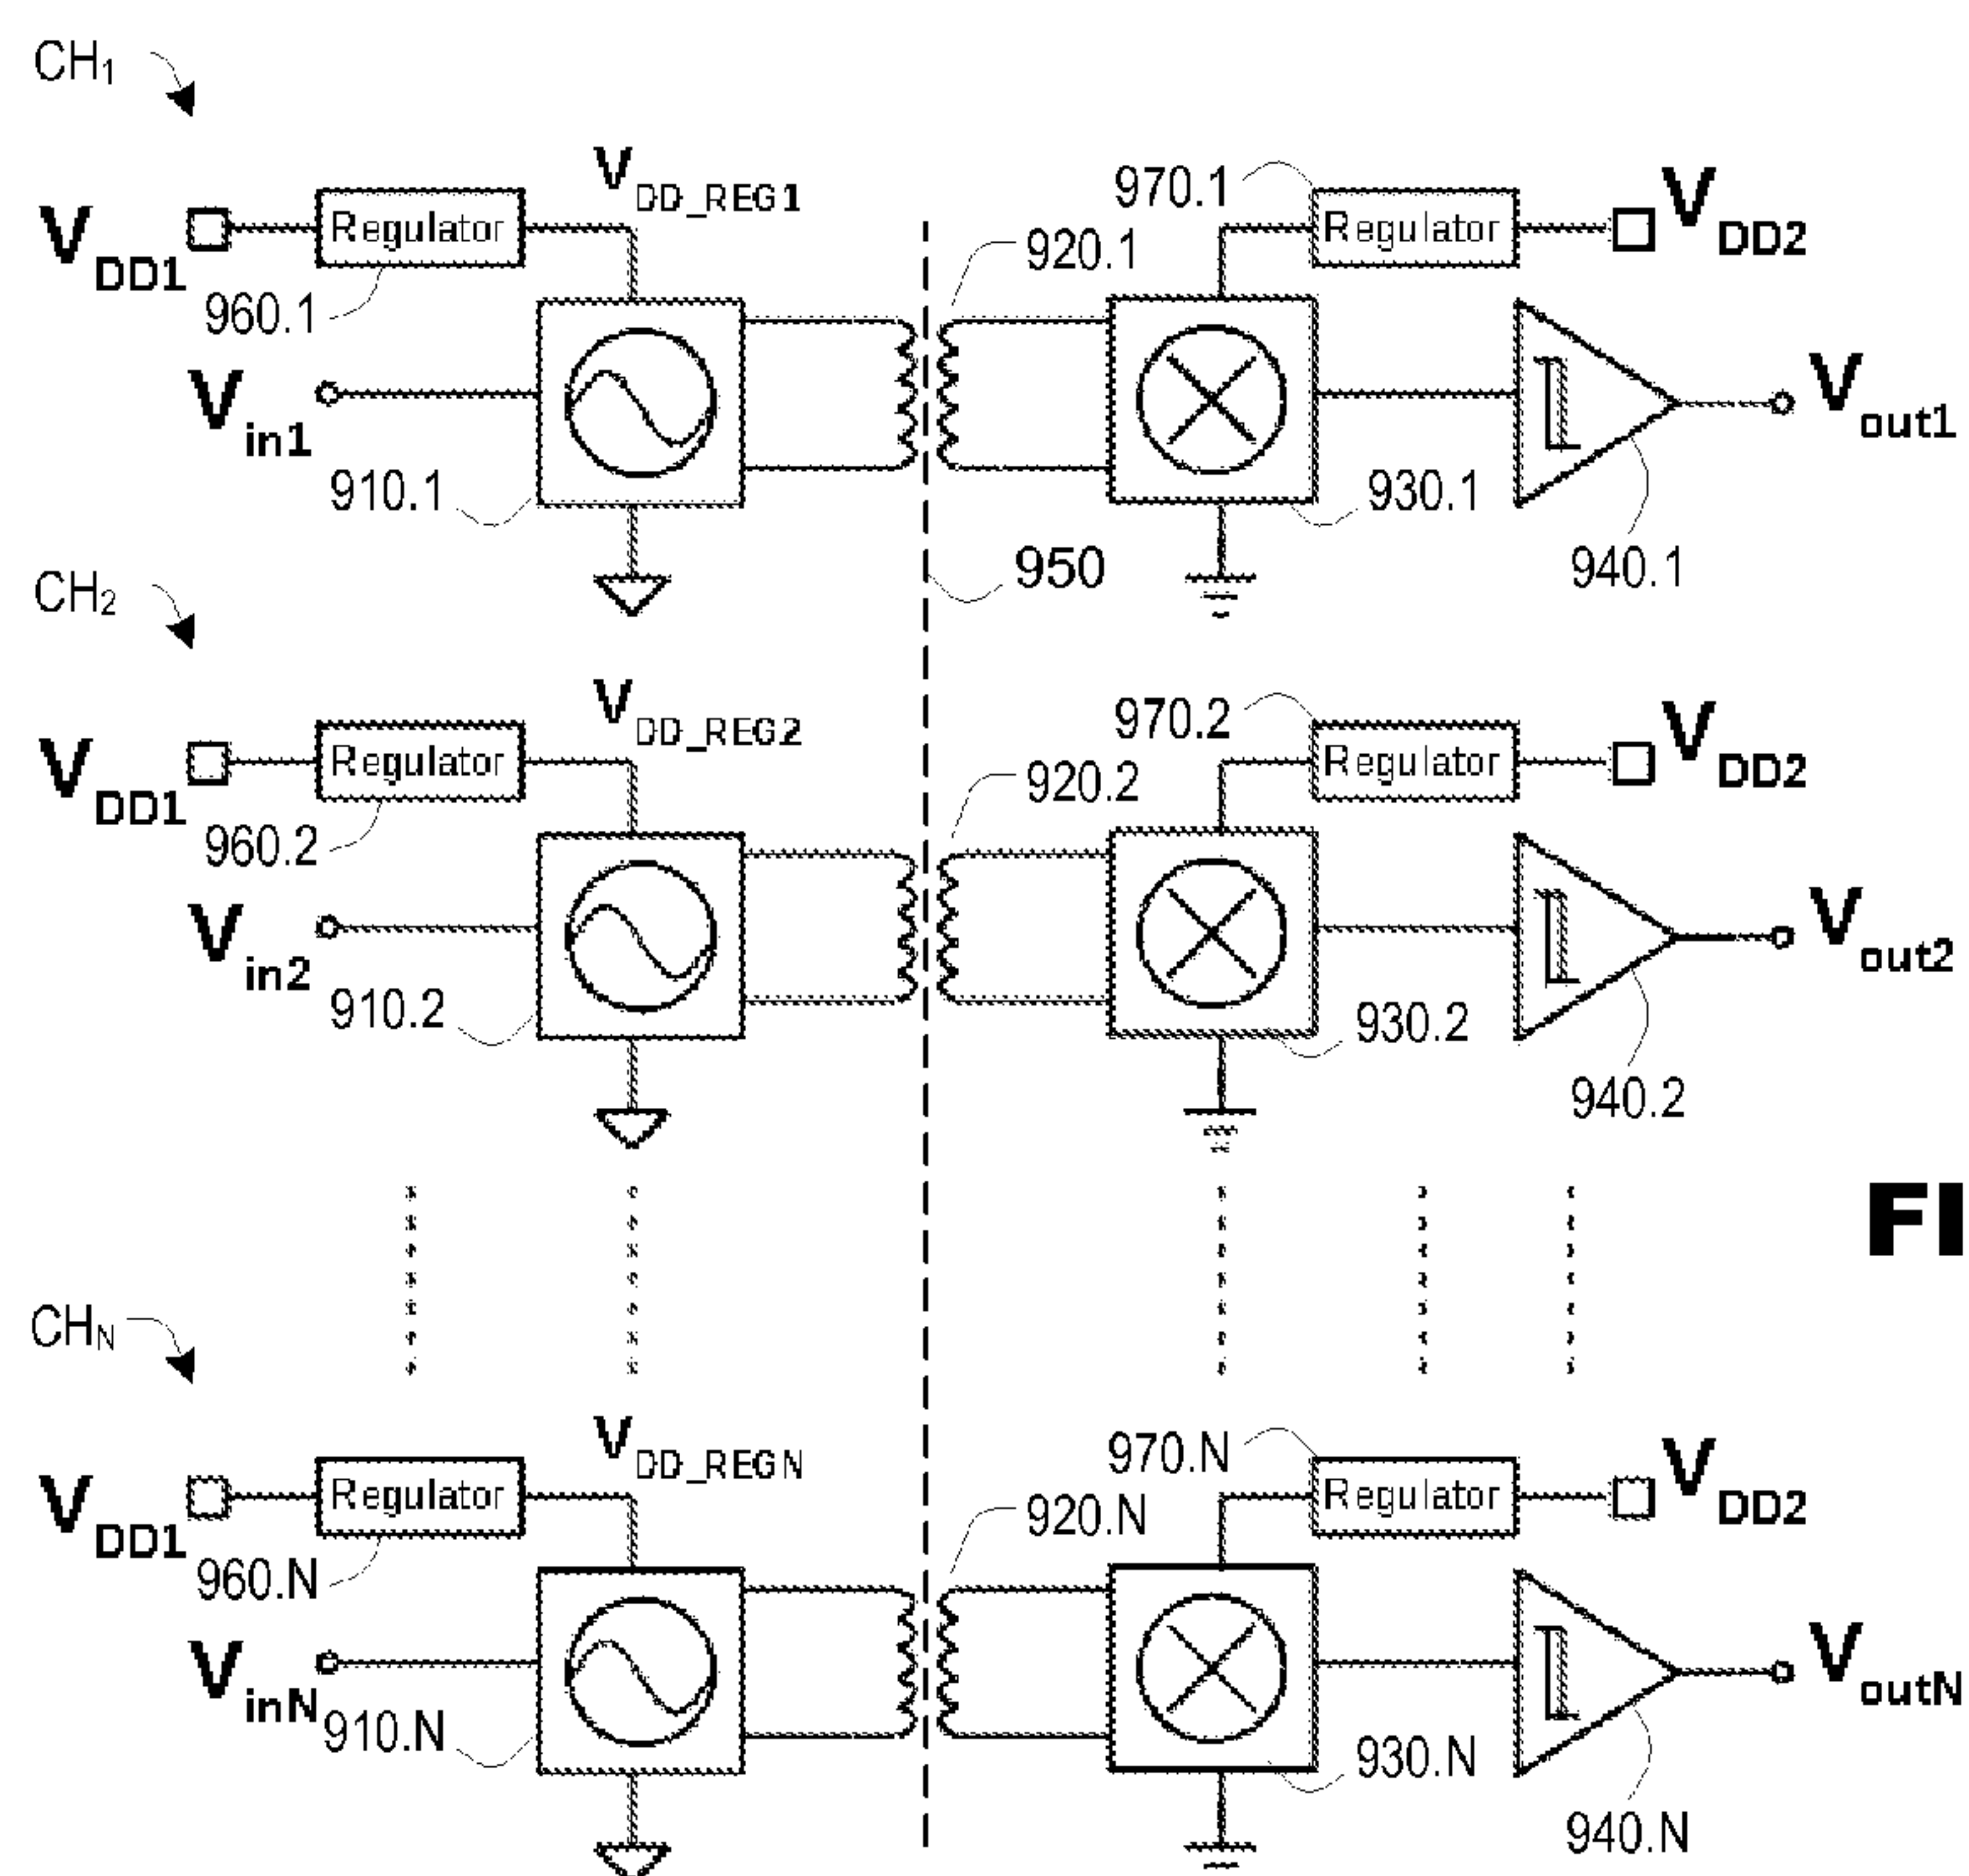 CH1
VDD_REG1
970.1
VDD2
VDD1
Regulator
920.1
Regulator
960.1
Vin1
Vout1
910.1
930.1
950
940.1
CH2
VDD_REG2
970.2
VDD2
VDD1
Regulator
920.2
Regulator
960.2
Vin2
Vout2
910.2
930.2
940.2
FI
CHN
VDD_REGN
970.N
VDD2
VDD1
Regulator
920.N
Regulator
960.N
VinN
VoutN
910.N
930.N
940.N